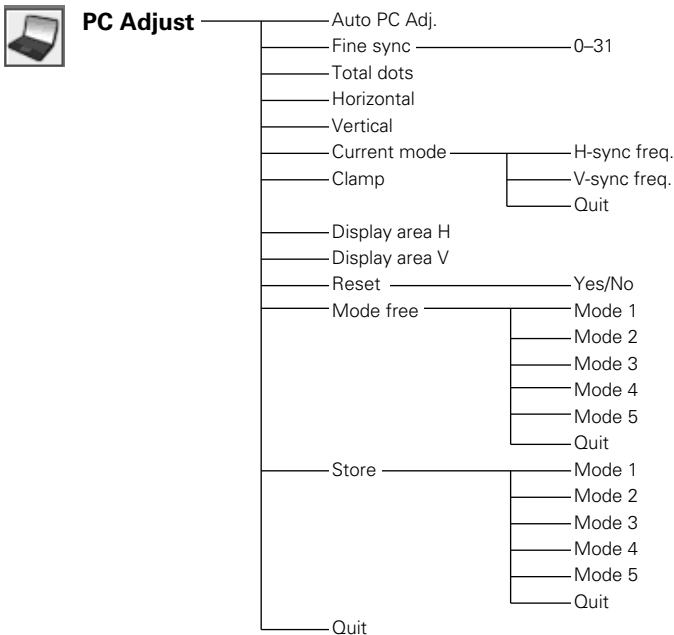 PC Adjust
Auto PC Adj.
Fine sync 0–31
Total dots
Horizontal
Vertical
Current mode H-sync freq.
Clamp V-sync freq.
Quit
Display area H
Display area V
Reset Yes/No
Mode free Mode 1
Mode 2
Mode 3
Mode 4
Mode 5
Quit
Store Mode 1
Mode 2
Mode 3
Mode 4
Mode 5
Quit
Quit